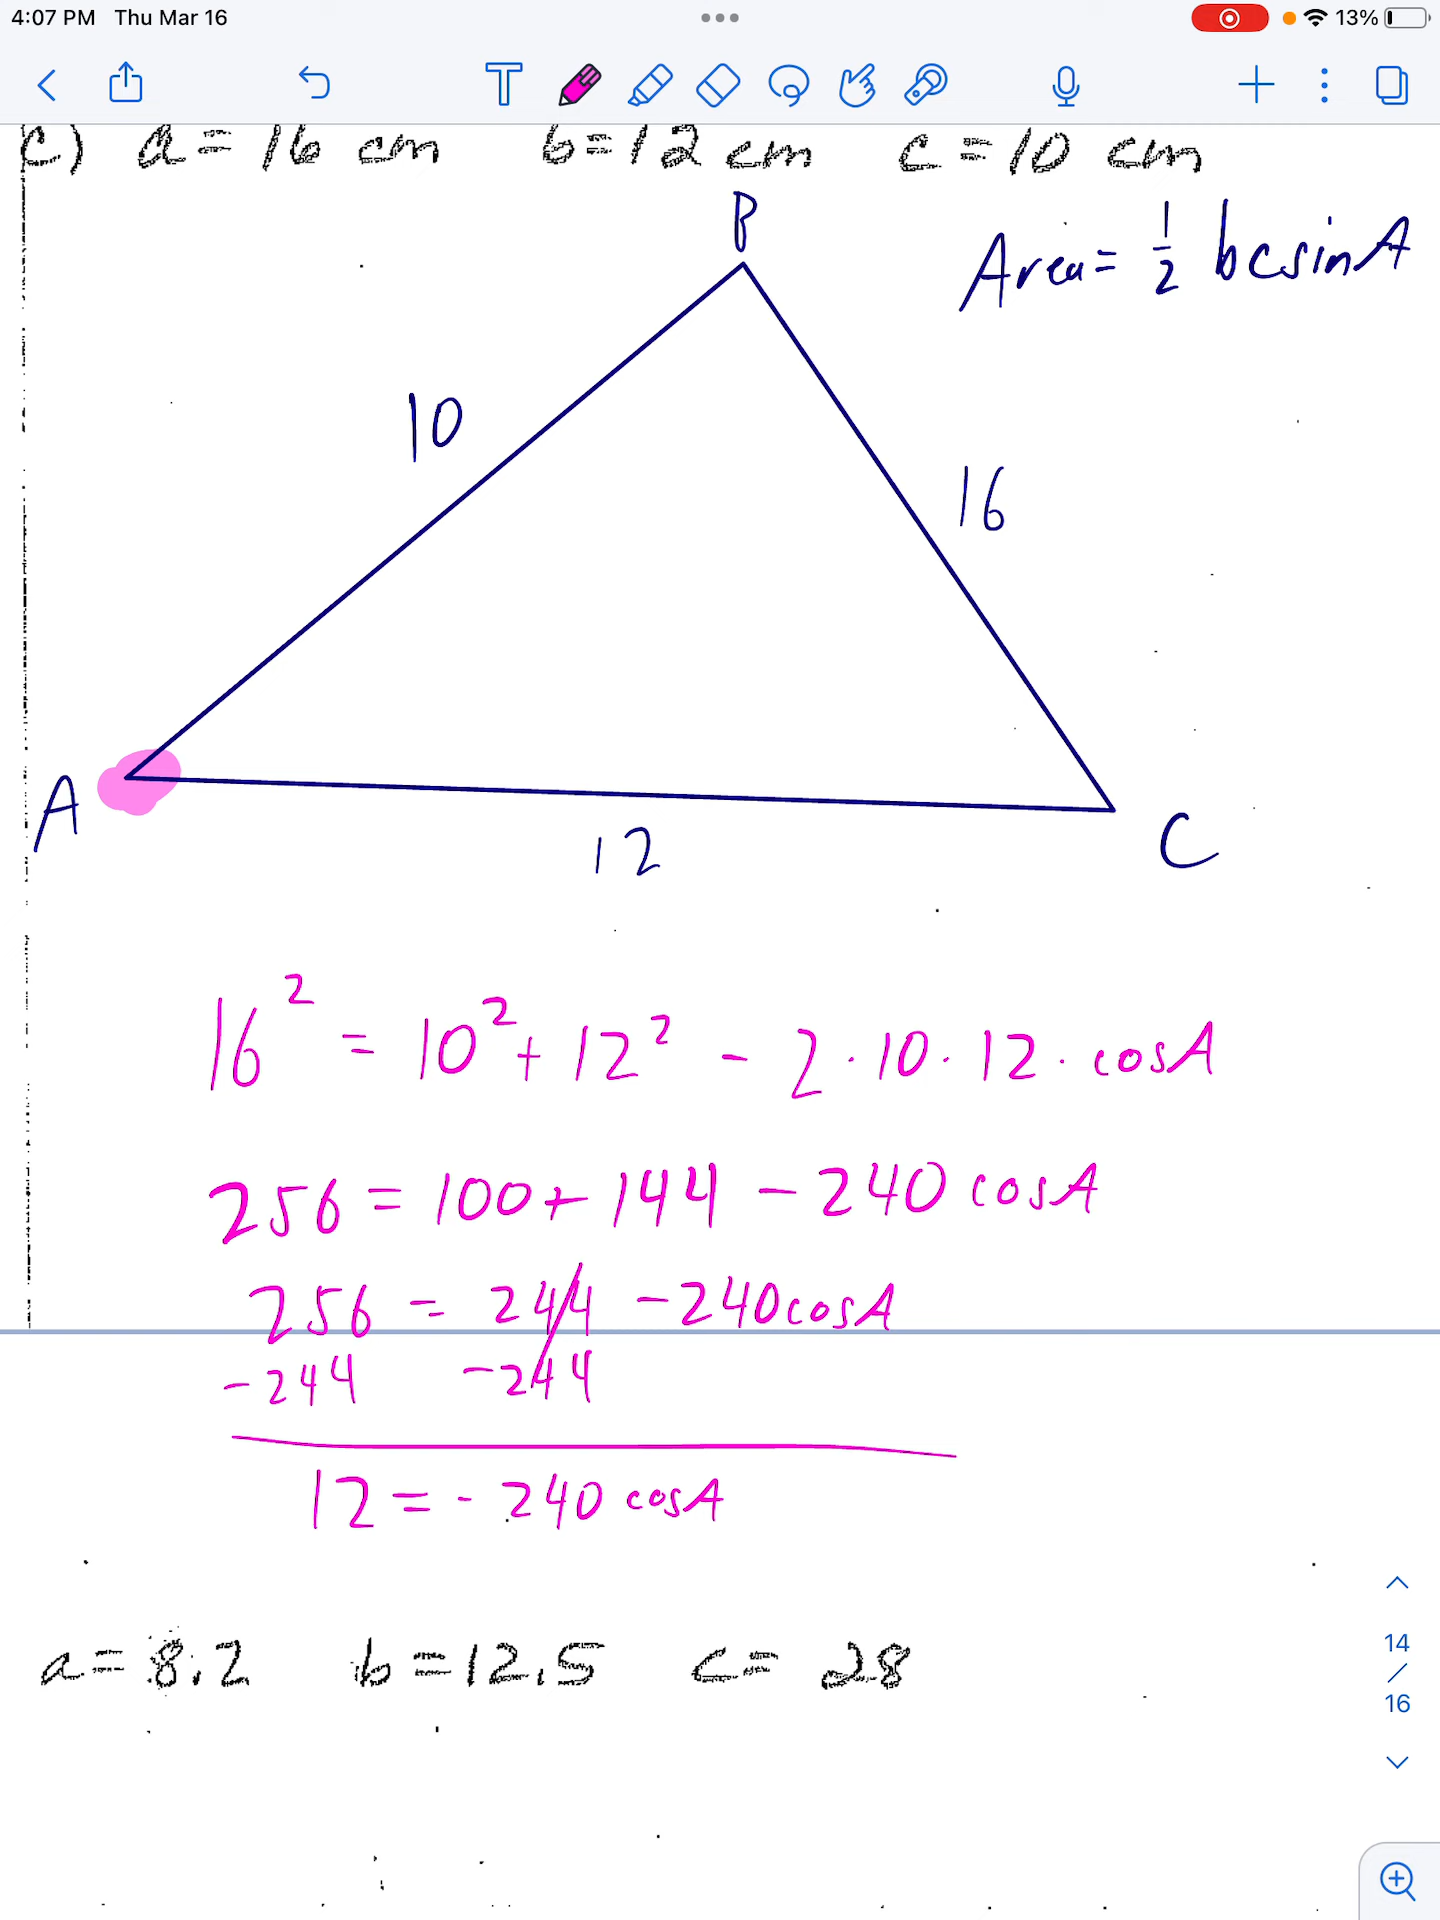 4:07 PM Thu Mar 16
13%
T
c) a = 16 cm b = 12 cm c = 10 cm
B
Area = 1/2 bcsinA
10
16
A
12
C
16² = 10² + 12² - 2 · 10 · 12 · cosA
256 = 100 + 144 - 240 cosA
256 = 244 - 240cosA
-244 -244
12 = - 240 cosA
a = 8.2 b = 12.5 c = 28
14
/
16